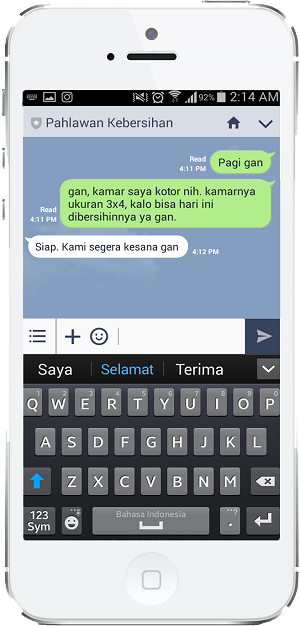 92% 2:14 AM
Pahlawan Kebersihan
Read
4:11 PM
Pagi gan
gan, kamar saya kotor nih. kamarnya
ukuran 3x4, kalo bisa hari ini
dibersihinnya ya gan.
Read
4:11 PM
Siap. Kami segera kesana gan
4:12 PM
Saya Selamat Terima
1 2 3 4 5 6 7 8 9 0
Q W E R T Y U I O P
A S D F G H J K L
Z X C V B N M
123
Sym
Bahasa Indonesia
. ?